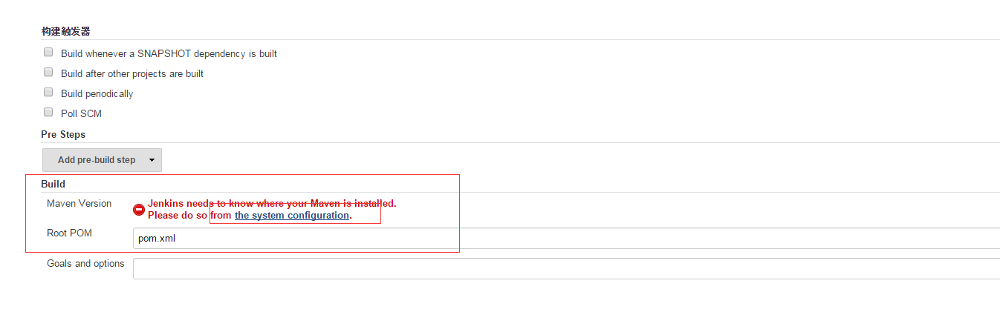 构建触发器
Build whenever a SNAPSHOT dependency is built
Build after other projects are built
Build periodically
Poll SCM
Pre Steps
Add pre-build step
Build
Maven Version
Jenkins needs to know where your Maven is installed.
Please do so from the system configuration.
Root POM
pom.xml
Goals and options